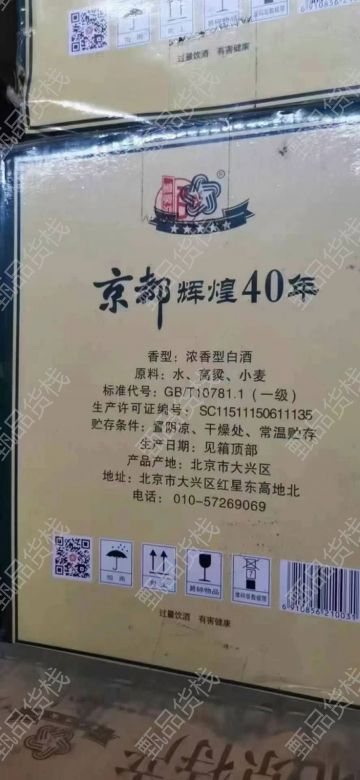 过量饮酒 有害健康
京都辉煌40年
香型：浓香型白酒
原料：水、高粱、小麦
标准代号：GB/T10781.1（一级）
生产许可证编号：SC11511150611135
贮存条件：置阴凉、干燥处、常温贮存
生产日期：见箱顶部
产品产地：北京市大兴区
地址：北京市大兴区红星东高地北
电话：010-57269069
怕雨
向上
易碎物品
过量饮酒 有害健康
甄品货栈